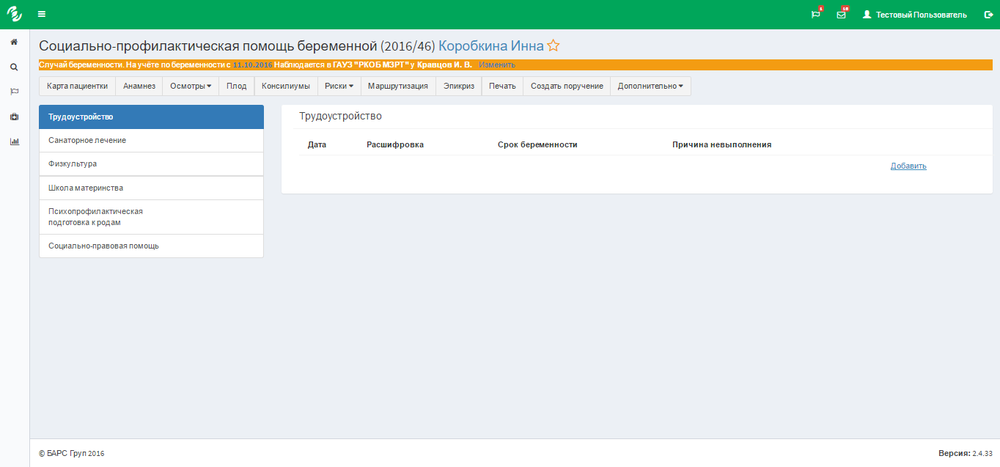 1
16
Тестовый Пользователь
Социально-профилактическая помощь беременной (2016/46) Коробкина Инна
Случай беременности. На учёте по беременности с 11.10.2016 Наблюдается в ГАУЗ "РКОБ МЗРТ" у Кравцов И. В. Изменить
Карта пациентки Анамнез Осмотры Плод Консилиумы Риски Маршрутизация Эпикриз Печать Создать поручение Дополнительно
Трудоустройство
Санаторное лечение
Физкультура
Школа материнства
Психопрофилактическая
подготовка к родам
Социально-правовая помощь
Трудоустройство
Дата Расшифровка Срок беременности Причина невыполнения
Добавить
© БАРС Груп 2016
Версия: 2.4.33